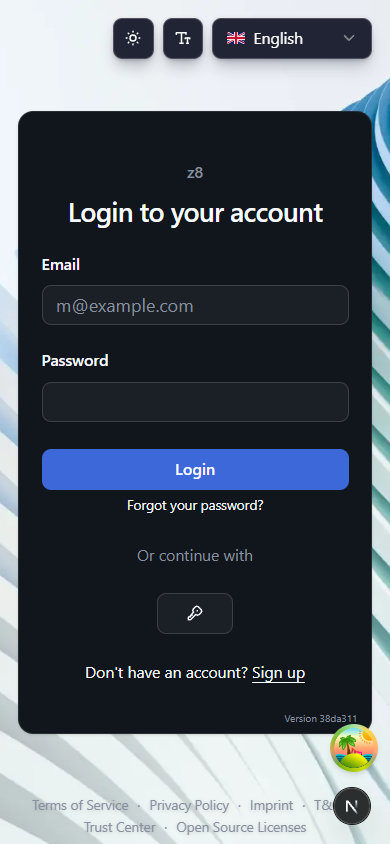 English
z8
Login to your account
Email
m@example.com
Password
Login
Forgot your password?
Or continue with
Don't have an account? Sign up
Version 38da311
Terms of Service · Privacy Policy · Imprint · T&
Trust Center · Open Source Licenses
N